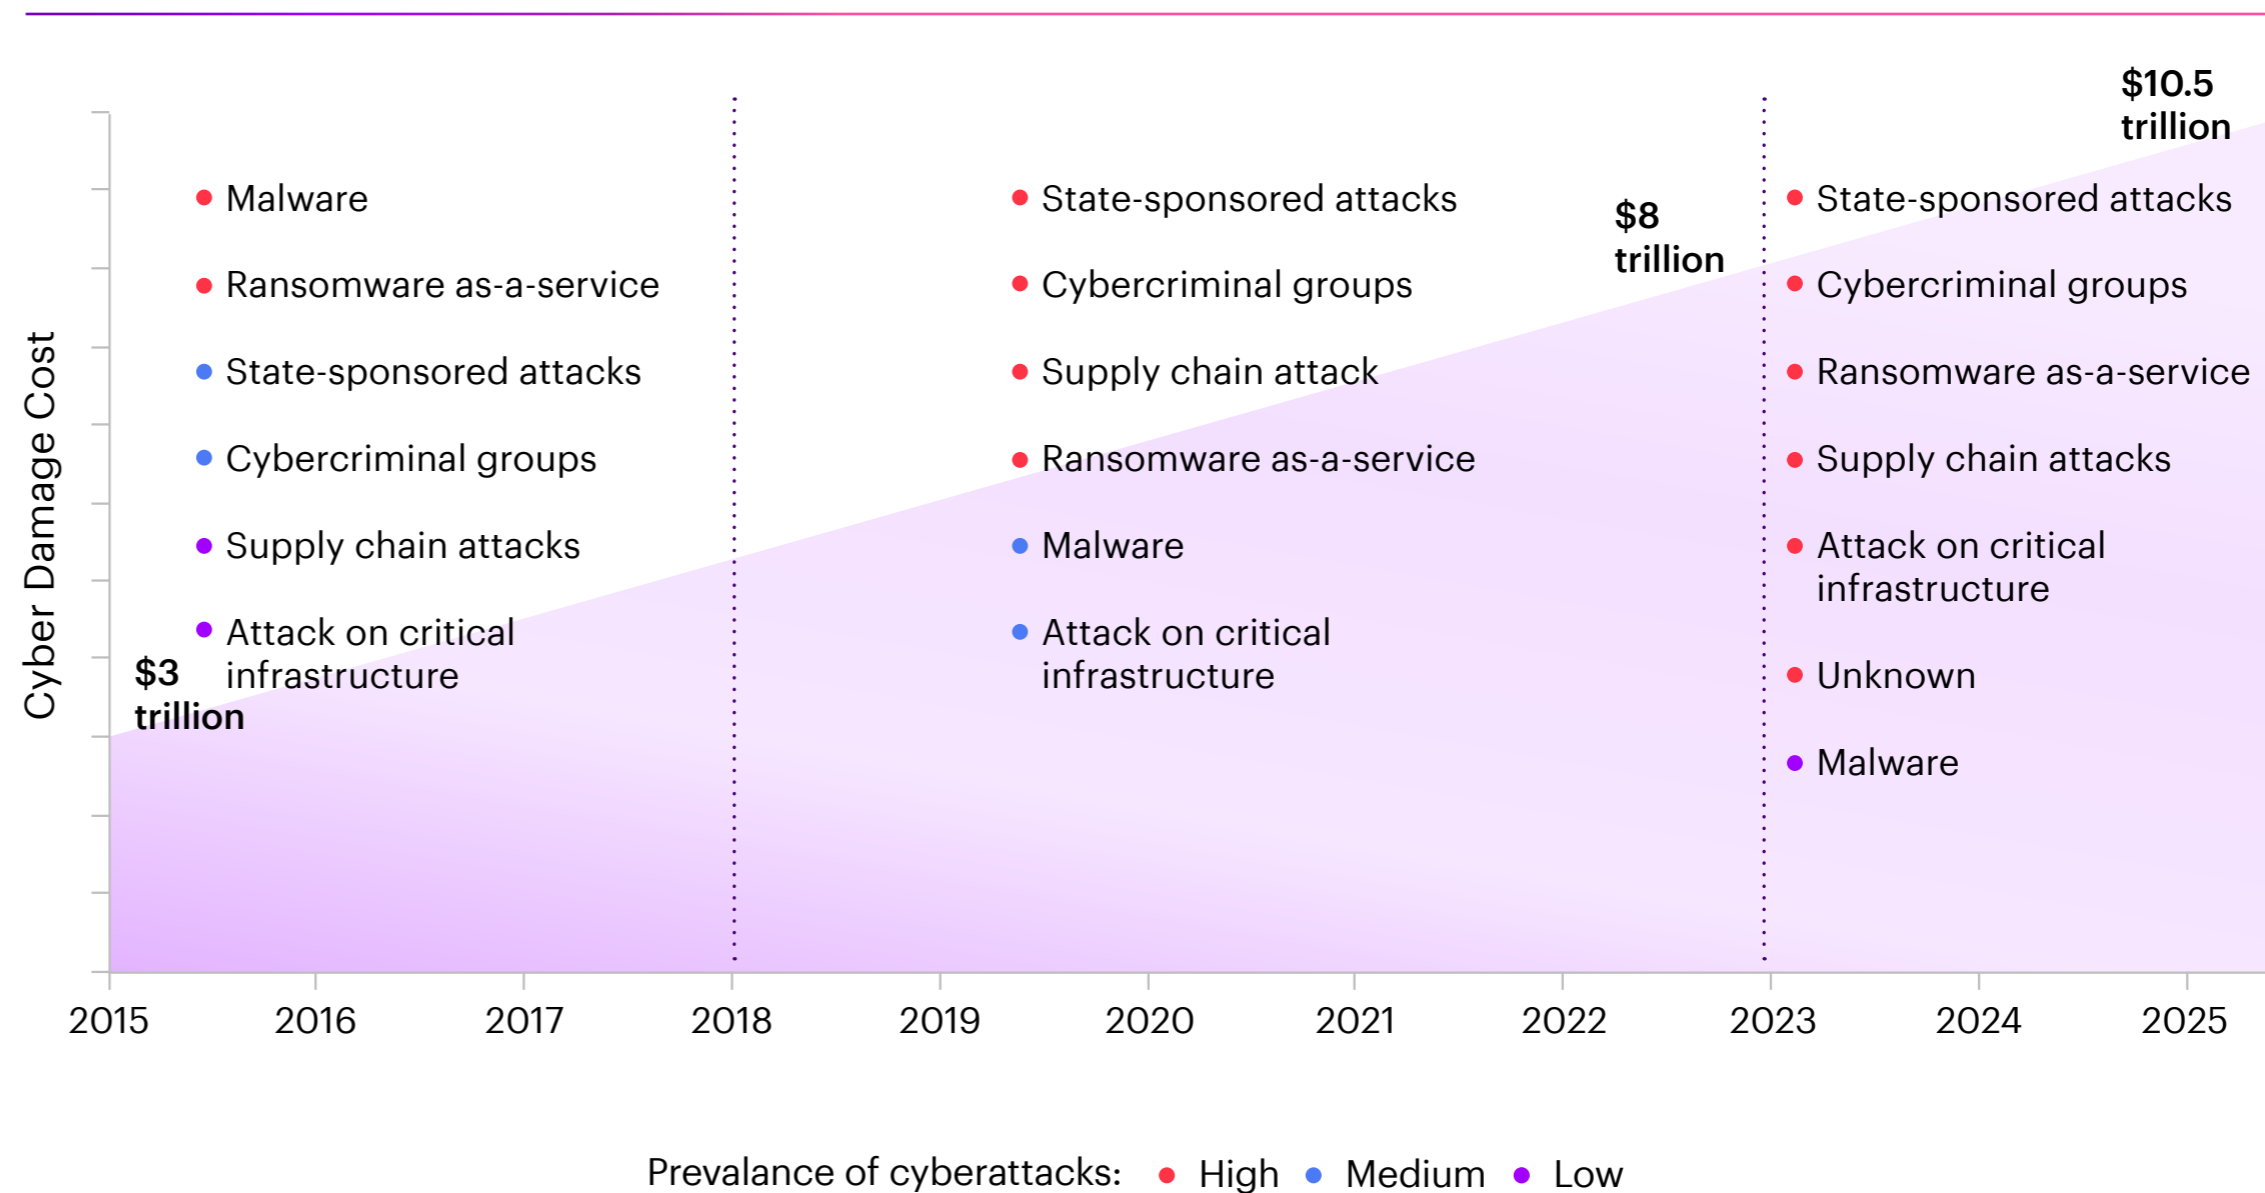 $10.5
trillion
Malware
Ransomware as-a-service
State-sponsored attacks
Cybercriminal groups
Supply chain attacks
Attack on critical
infrastructure
$3
trillion
State-sponsored attacks
Cybercriminal groups
Supply chain attack
Ransomware as-a-service
Malware
Attack on critical
infrastructure
$8
trillion
State-sponsored attacks
Cybercriminal groups
Ransomware as-a-service
Supply chain attacks
Attack on critical
infrastructure
Unknown
Malware
Cyber Damage Cost
2015 2016 2017 2018 2019 2020 2021 2022 2023 2024 2025
Prevalance of cyberattacks: High Medium Low